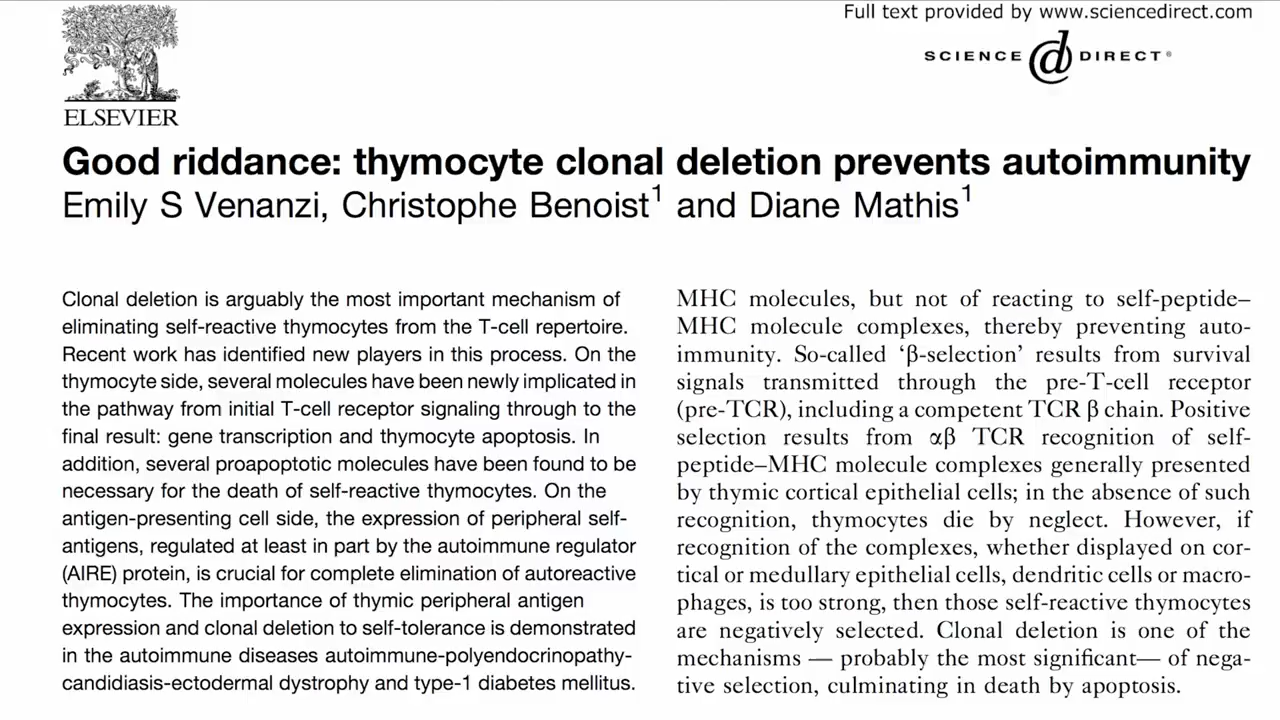 Full text provided by www.sciencedirect.com
SCIENCE d DIRECT®
ELSEVIER
Good riddance: thymocyte clonal deletion prevents autoimmunity
Emily S Venanzi, Christophe Benoist1 and Diane Mathis1
Clonal deletion is arguably the most important mechanism of
eliminating self-reactive thymocytes from the T-cell repertoire.
Recent work has identified new players in this process. On the
thymocyte side, several molecules have been newly implicated in
the pathway from initial T-cell receptor signaling through to the
final result: gene transcription and thymocyte apoptosis. In
addition, several proapoptotic molecules have been found to be
necessary for the death of self-reactive thymocytes. On the
antigen-presenting cell side, the expression of peripheral self-
antigens, regulated at least in part by the autoimmune regulator
(AIRE) protein, is crucial for complete elimination of autoreactive
thymocytes. The importance of thymic peripheral antigen
expression and clonal deletion to self-tolerance is demonstrated
in the autoimmune diseases autoimmune-polyendocrinopathy-
candidiasis-ectodermal dystrophy and type-1 diabetes mellitus.
MHC molecules, but not of reacting to self-peptide–
MHC molecule complexes, thereby preventing auto-
immunity. So-called ‘β-selection’ results from survival
signals transmitted through the pre-T-cell receptor
(pre-TCR), including a competent TCR β chain. Positive
selection results from αβ TCR recognition of self-
peptide–MHC molecule complexes generally presented
by thymic cortical epithelial cells; in the absence of such
recognition, thymocytes die by neglect. However, if
recognition of the complexes, whether displayed on cor-
tical or medullary epithelial cells, dendritic cells or macro-
phages, is too strong, then those self-reactive thymocytes
are negatively selected. Clonal deletion is one of the
mechanisms — probably the most significant— of nega-
tive selection, culminating in death by apoptosis.